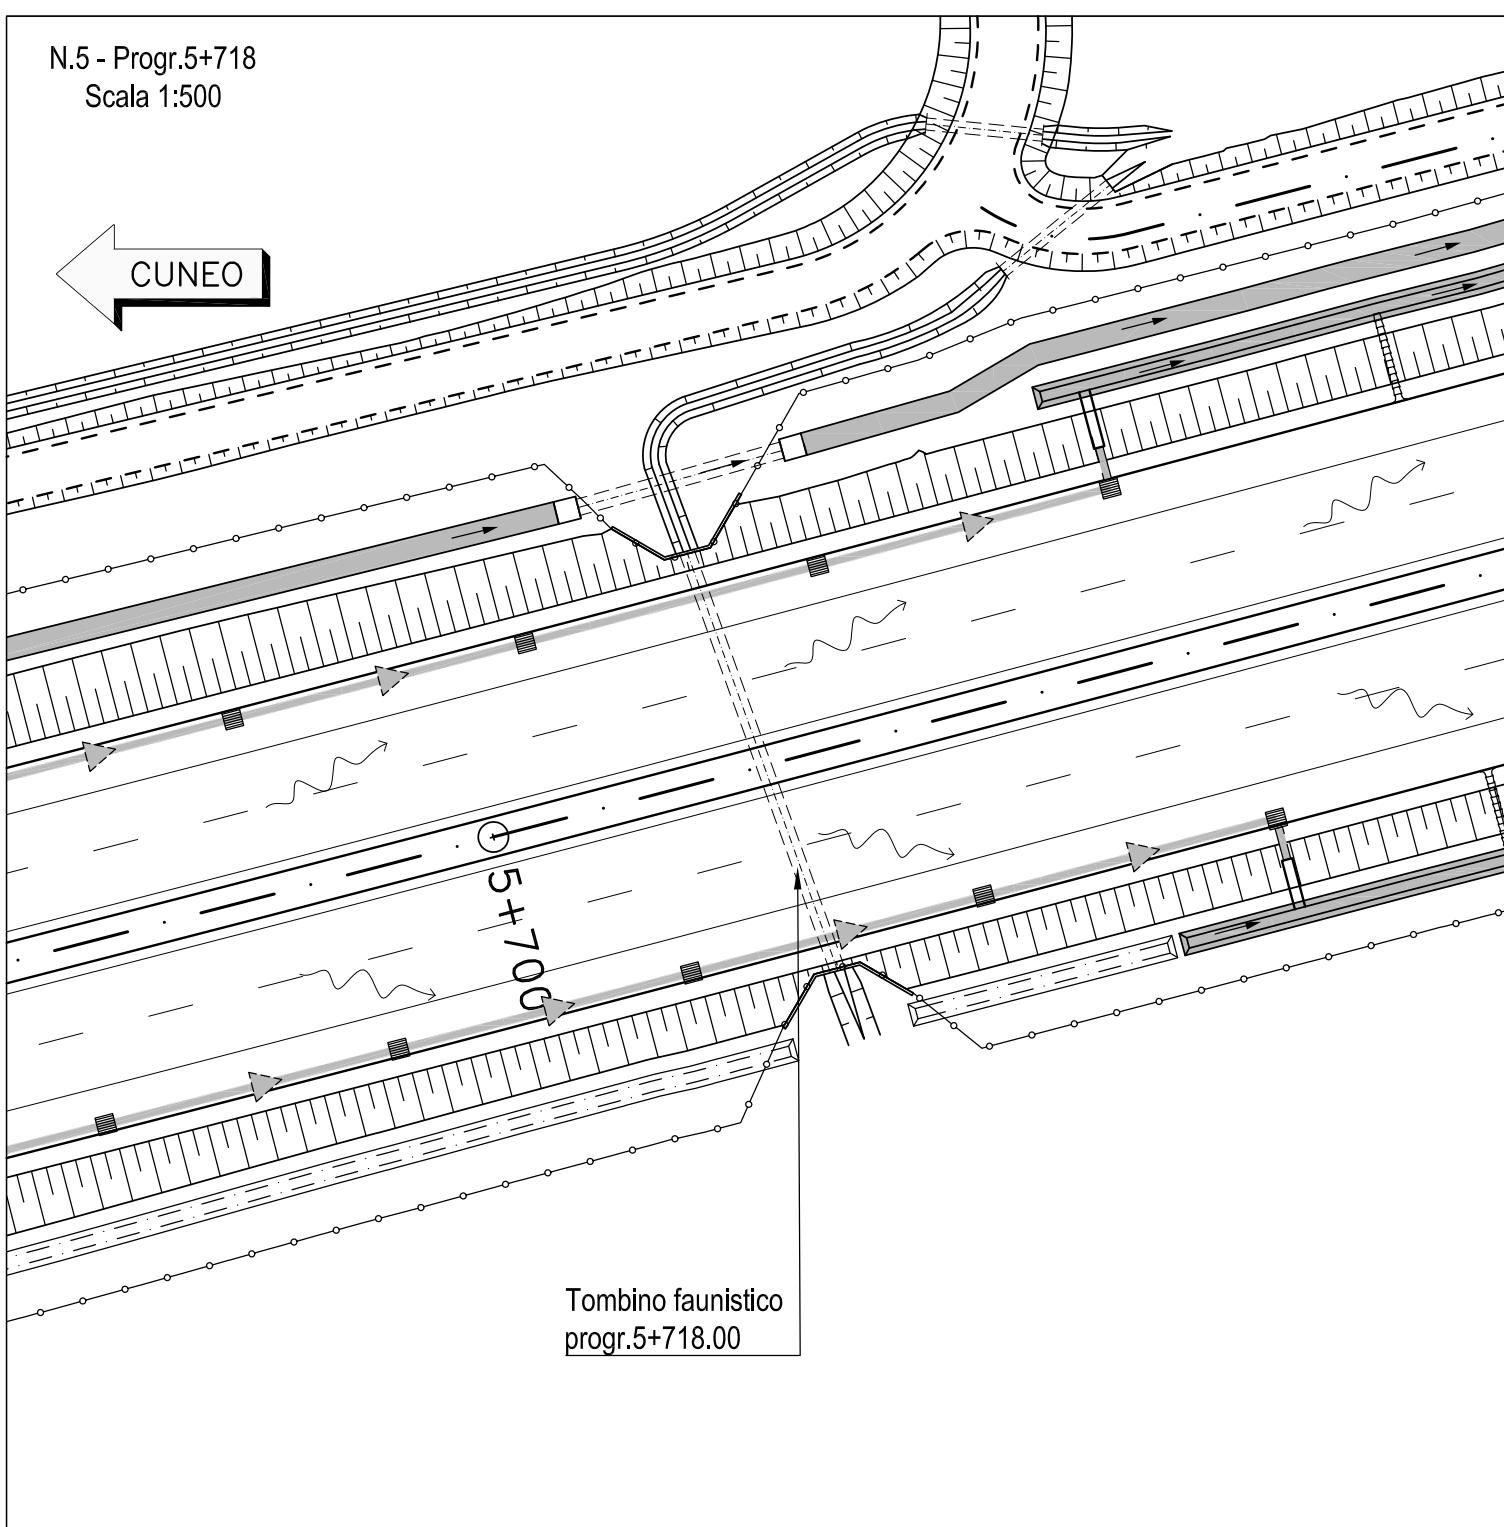 N.5 - Progr.5+718
Scala 1:500
CUNEO
5+700
Tombino faunistico
progr.5+718.00